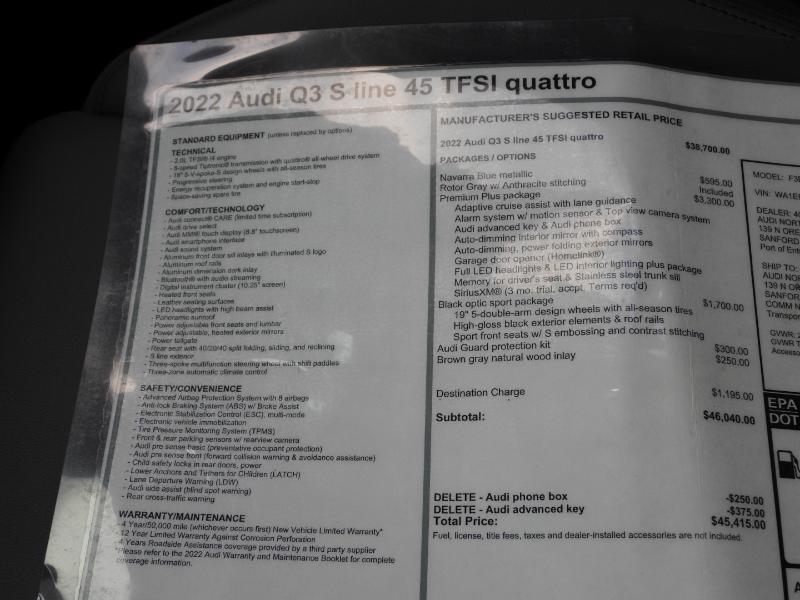 2022 Audi Q3 S line 45 TFSI quattro
STANDARD EQUIPMENT (unless replaced by options)
TECHNICAL
- 2.0L TFSI® I4 engine
- 8-speed Tiptronic® transmission with quattro® all-wheel drive system
- 18" 5-V-spoke-S design wheels with all-season tires
- Progressive steering
- Energy recuperation system and engine start-stop
- Space-saving spare tire
COMFORT/TECHNOLOGY
- Audi connect® CARE (limited time subscription)
- Audi drive select
- Audi MMI® touch display (8.8" touchscreen)
- Audi smartphone interface
- Audi sound system
- Aluminum front door sill inlays with illuminated S logo
- Aluminum roof rails
- Aluminum dimension dark inlay
- Bluetooth® with audio streaming
- Digital instrument cluster (10.25" screen)
- Heated front seats
- Leather seating surfaces
- LED headlights with high beam assist
- Panoramic sunroof
- Power adjustable front seats and lumbar
- Power adjustable, heated exterior mirrors
- Power tailgate
- Rear seat with 40/20/40 split folding, sliding, and reclining
- S line exterior
- Three-spoke multifunction steering wheel with shift paddles
- Three-zone automatic climate control
SAFETY/CONVENIENCE
- Advanced Airbag Protection System with 8 airbags
- Anti-lock Braking System (ABS) w/ Brake Assist
- Electronic Stabilization Control (ESC), multi-mode
- Electronic vehicle immobilization
- Tire Pressure Monitoring System (TPMS)
- Front & rear parking sensors w/ rearview camera
- Audi pre sense basic (preventative occupant protection)
- Audi pre sense front (forward collision warning & avoidance assistance)
- Child safety locks in rear doors, power
- Lower Anchors and Tethers for CHildren (LATCH)
- Lane Departure Warning (LDW)
- Audi side assist (blind spot warning)
- Rear cross-traffic warning
WARRANTY/MAINTENANCE
- 4 Year/50,000 mile (whichever occurs first) New Vehicle Limited Warranty*
- 12 Year Limited Warranty Against Corrosion Perforation
- 4 Years Roadside Assistance coverage provided by a third party supplier
*Please refer to the 2022 Audi Warranty and Maintenance Booklet for complete
coverage information.
MANUFACTURER'S SUGGESTED RETAIL PRICE
2022 Audi Q3 S line 45 TFSI quattro $38,700.00
PACKAGES / OPTIONS
Navarra Blue metallic $595.00
Rotor Gray w/ Anthracite stitching Included
Premium Plus package $3,300.00
Adaptive cruise assist with lane guidance
Alarm system w/ motion sensor & Top view camera system
Audi advanced key & Audi phone box
Auto-dimming interior mirror with compass
Auto-dimming, power folding exterior mirrors
Garage door opener (Homelink®)
Full LED headlights & LED interior lighting plus package
Memory for driver's seat & Stainless steel trunk sill
SiriusXM® (3 mo. trial, accpt. Terms req'd)
Black optic sport package $1,700.00
19" 5-double-arm design wheels with all-season tires
High-gloss black exterior elements & roof rails
Sport front seats w/ S embossing and contrast stitching
Audi Guard protection kit $300.00
Brown gray natural wood inlay $250.00
Destination Charge $1,195.00
Subtotal: $46,040.00
DELETE - Audi phone box -$250.00
DELETE - Audi advanced key -$375.00
Total Price: $45,415.00
Fuel, license, title fees, taxes and dealer-installed accessories are not included.
MODEL:
VIN:
DEALER:
AUDI
139 N
SANFORD
Port of
SHIP TO:
AUDI
139 N
SANFORD
COMM
GVWR:
GVWR
EPA
DOT